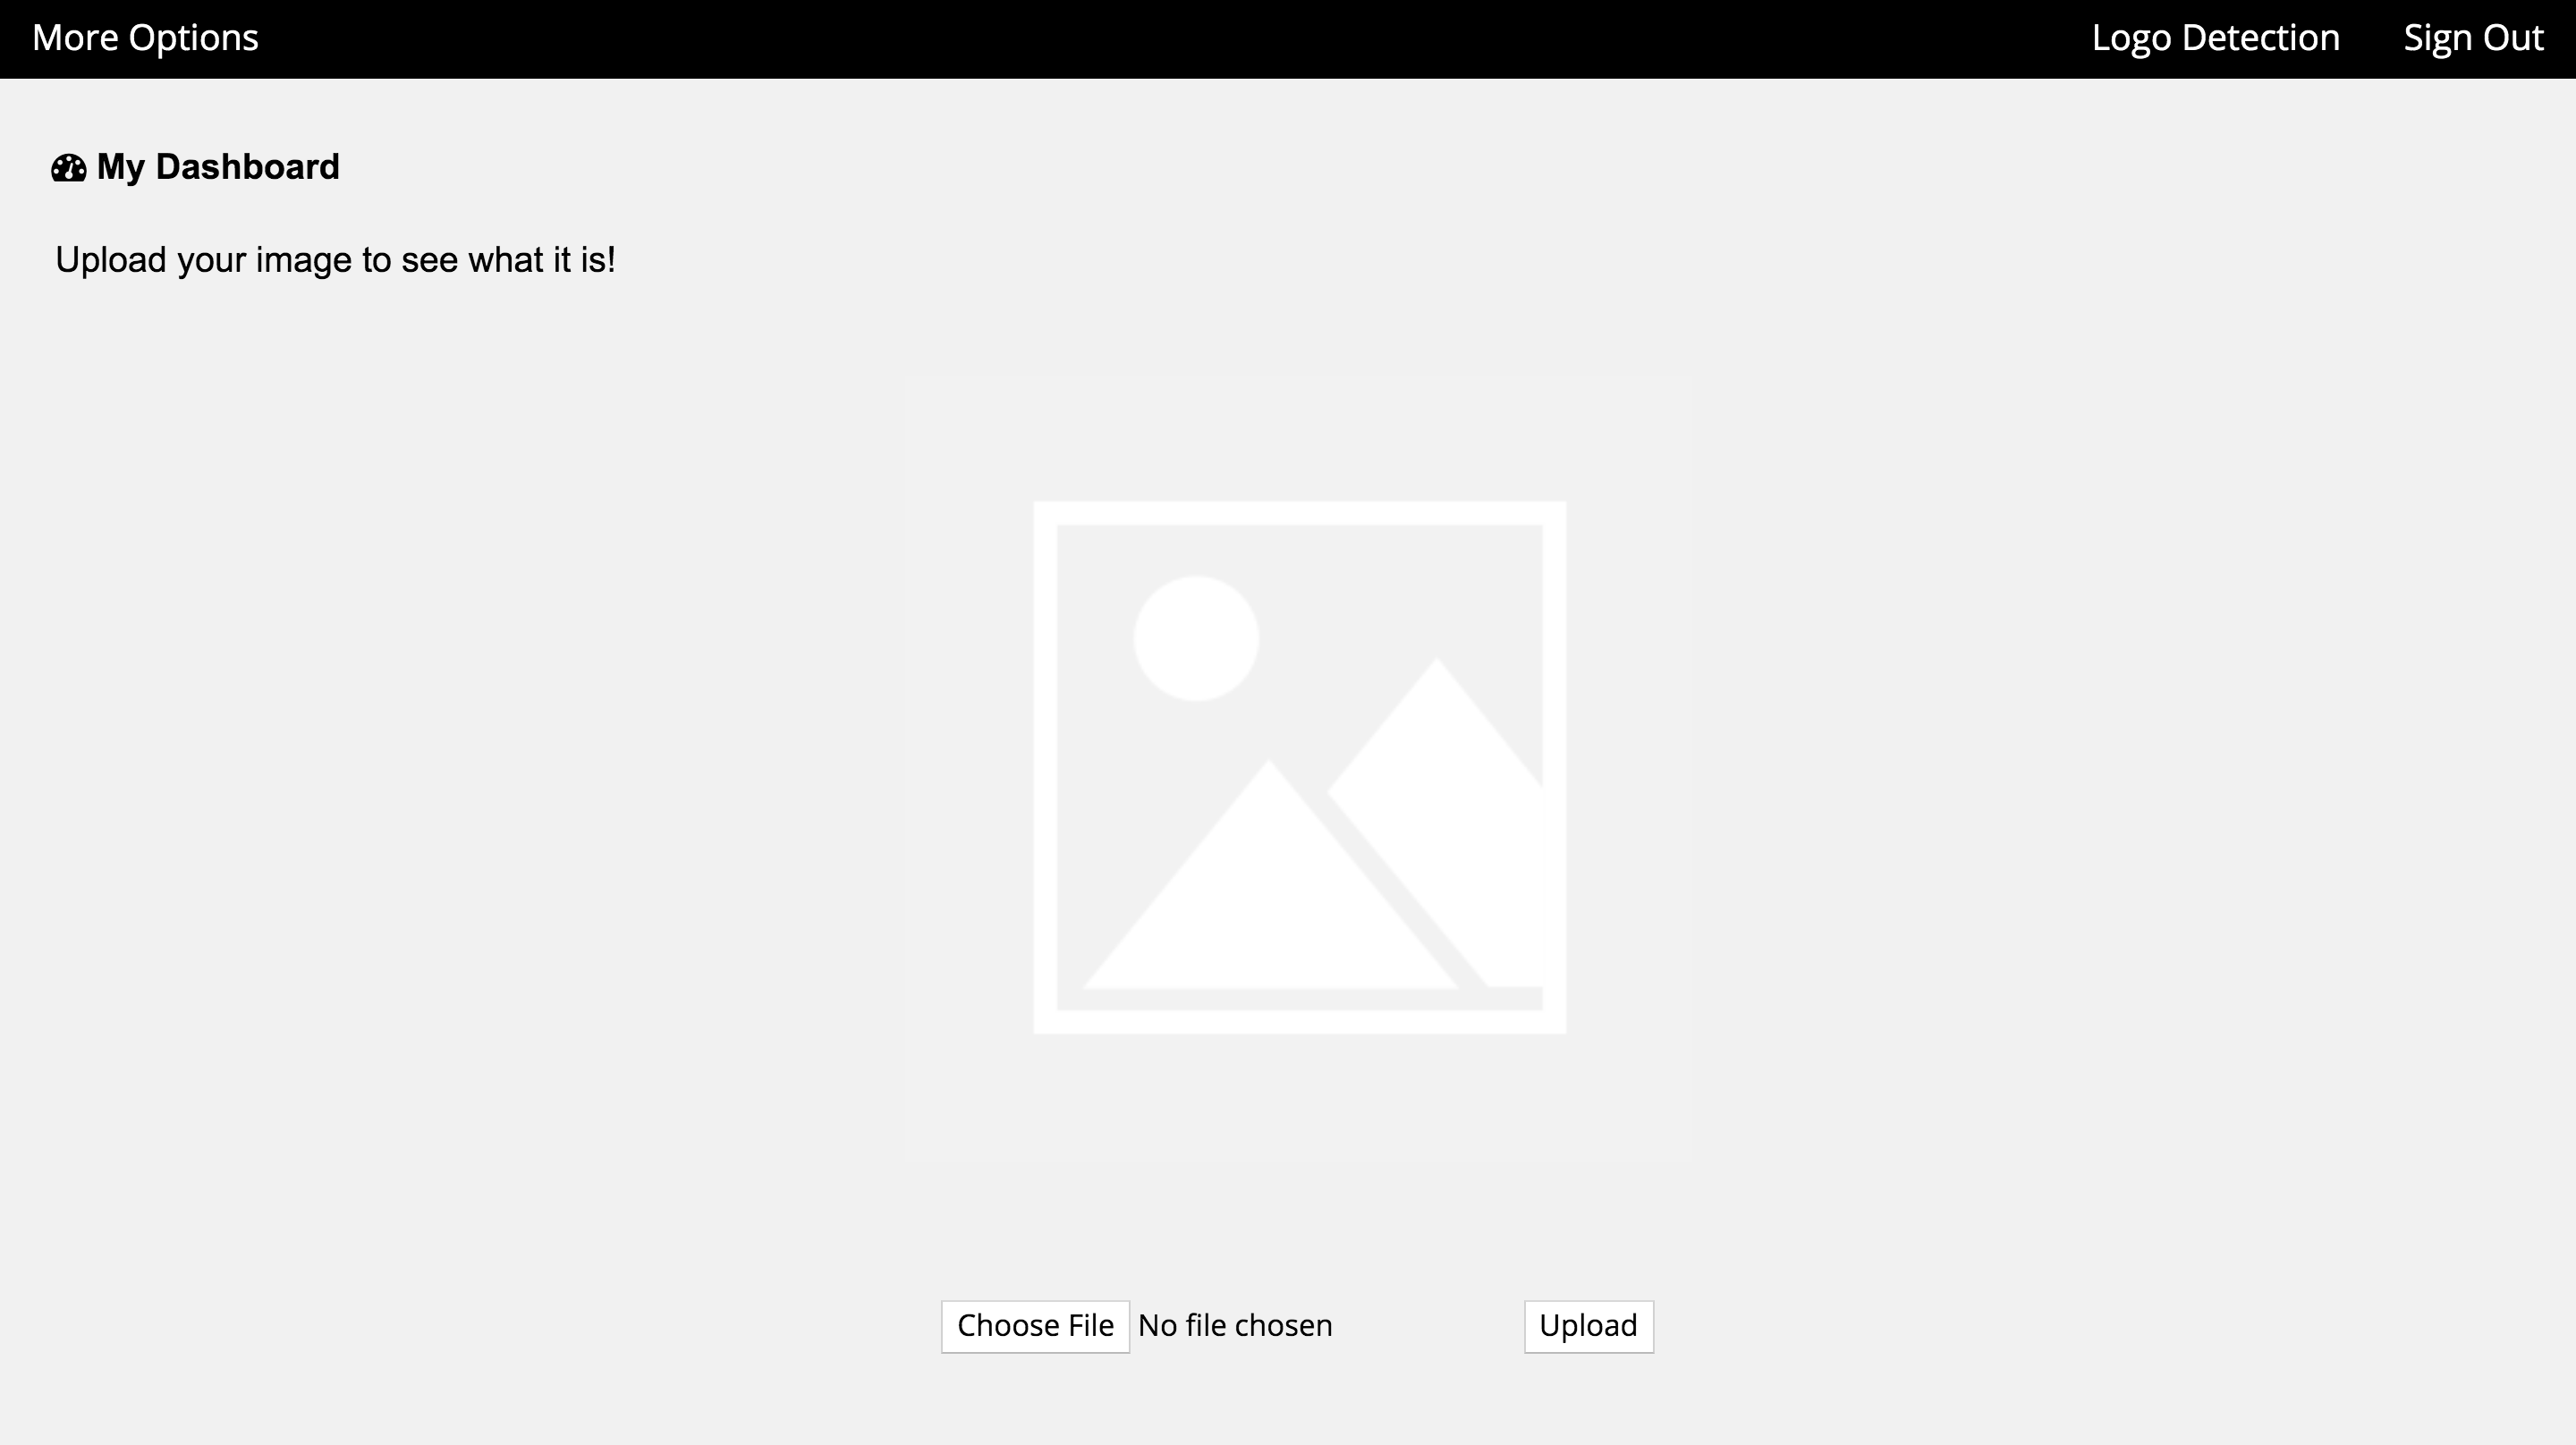 More Options Logo Detection Sign Out
My Dashboard
Upload your image to see what it is!
Choose File No file chosen Upload